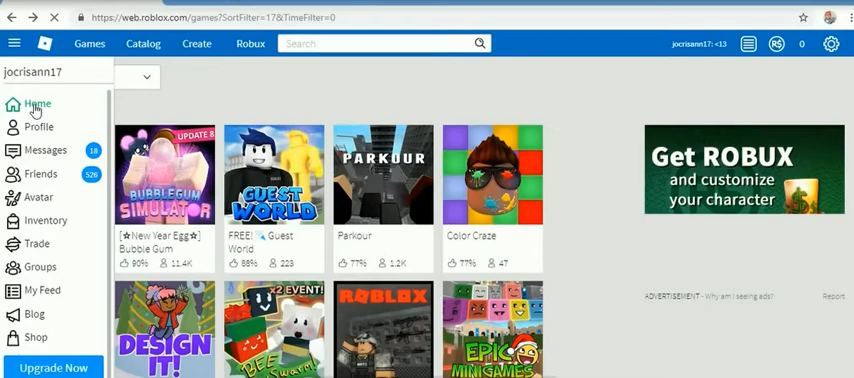 https://web.roblox.com/games?SortFilter=17&TimeFilter=0
Games
Catalog
Create
Robux
Search
jocrisann17: <13
R$
0
jocrisann17
Home
Profile
Messages
18
Friends
526
Avatar
Inventory
Trade
Groups
My Feed
Blog
Shop
Upgrade Now
UPDATE 8
BUBBLEGUM
SIMULATOR
[☆New Year Egg☆]
Bubble Gum
90%
11.4K
GUEST
WORLD
FREE! Guest
World
88%
223
PARKOUR
Parkour
77%
1.2K
Color Craze
77%
47
DESIGN
IT!
x2 EVENT!
BEE
Swarm!
ROBLOX
EPIC
MINIGAMES
Get ROBUX
and customize
your character
ADVERTISEMENT - Why am I seeing ads?
Report